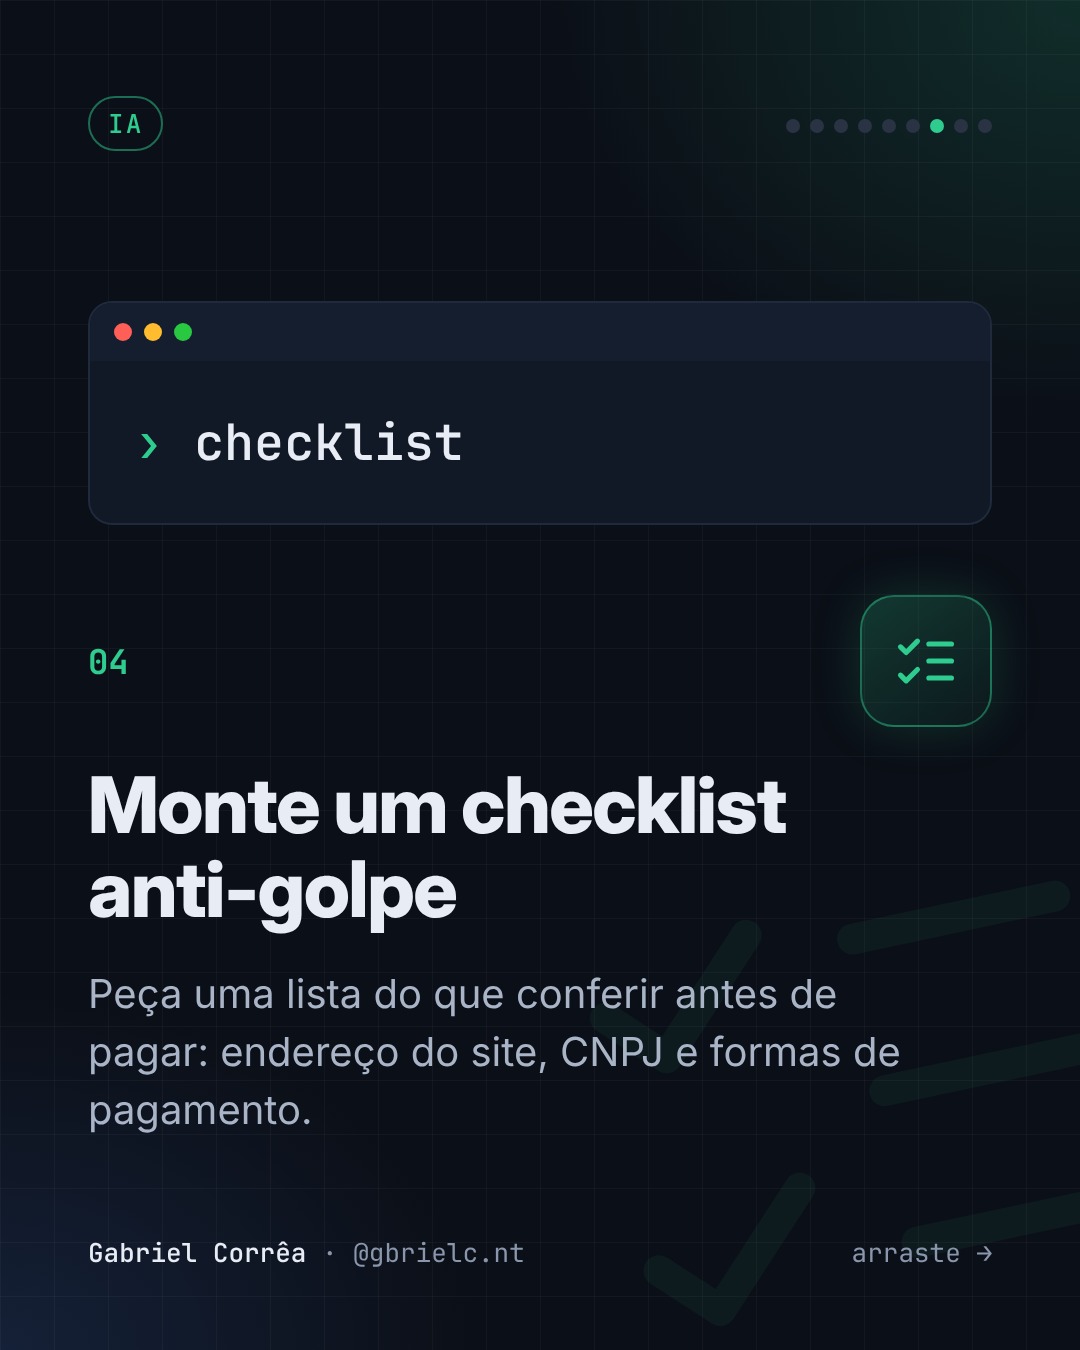 IA
› checklist
04
Monte um checklist
anti-golpe
Peça uma lista do que conferir antes de
pagar: endereço do site, CNPJ e formas de
pagamento.
Gabriel Corrêa · @gbrielc.nt
arraste →